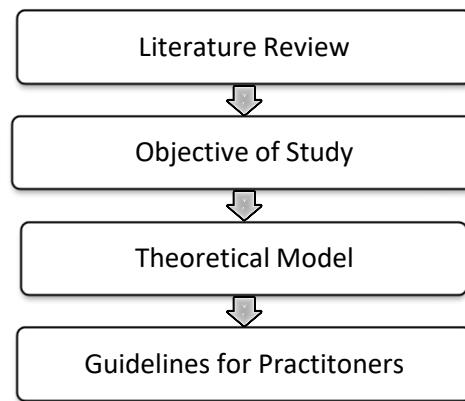 Literature Review
Objective of Study
Theoretical Model
Guidelines for Practitoners